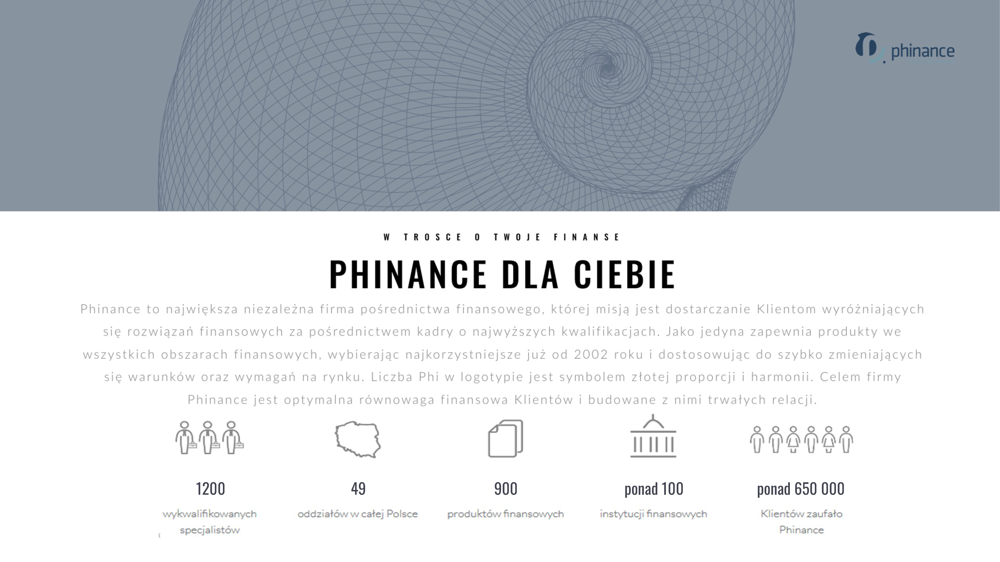 phinance
W TROSCE O TWOJE FINANSE
PHINANCE DLA CIEBIE
Phinance to największa niezależna firma pośrednictwa finansowego, której misją jest dostarczanie Klientom wyróżniających
się rozwiązań finansowych za pośrednictwem kadry o najwyższych kwalifikacjach. Jako jedyna zapewnia produkty we
wszystkich obszarach finansowych, wybierając najkorzystniejsze już od 2002 roku i dostosowując do szybko zmieniających
się warunków oraz wymagań na rynku. Liczba Phi w logotypie jest symbolem złotej proporcji i harmonii. Celem firmy
Phinance jest optymalna równowaga finansowa Klientów i budowane z nimi trwałych relacji.
1200
wykwalifikowanych
specjalistów
49
oddziałów w całej Polsce
900
produktów finansowych
ponad 100
instytucji finansowych
ponad 650 000
Klientów zaufało
Phinance